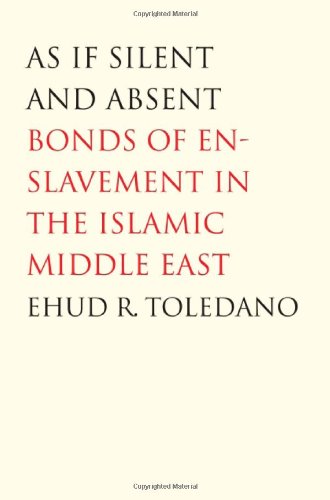 AS IF SILENT
AND ABSENT
BONDS OF EN-
SLAVEMENT IN
THE ISLAMIC
MIDDLE EAST
EHUD R. TOLEDANO